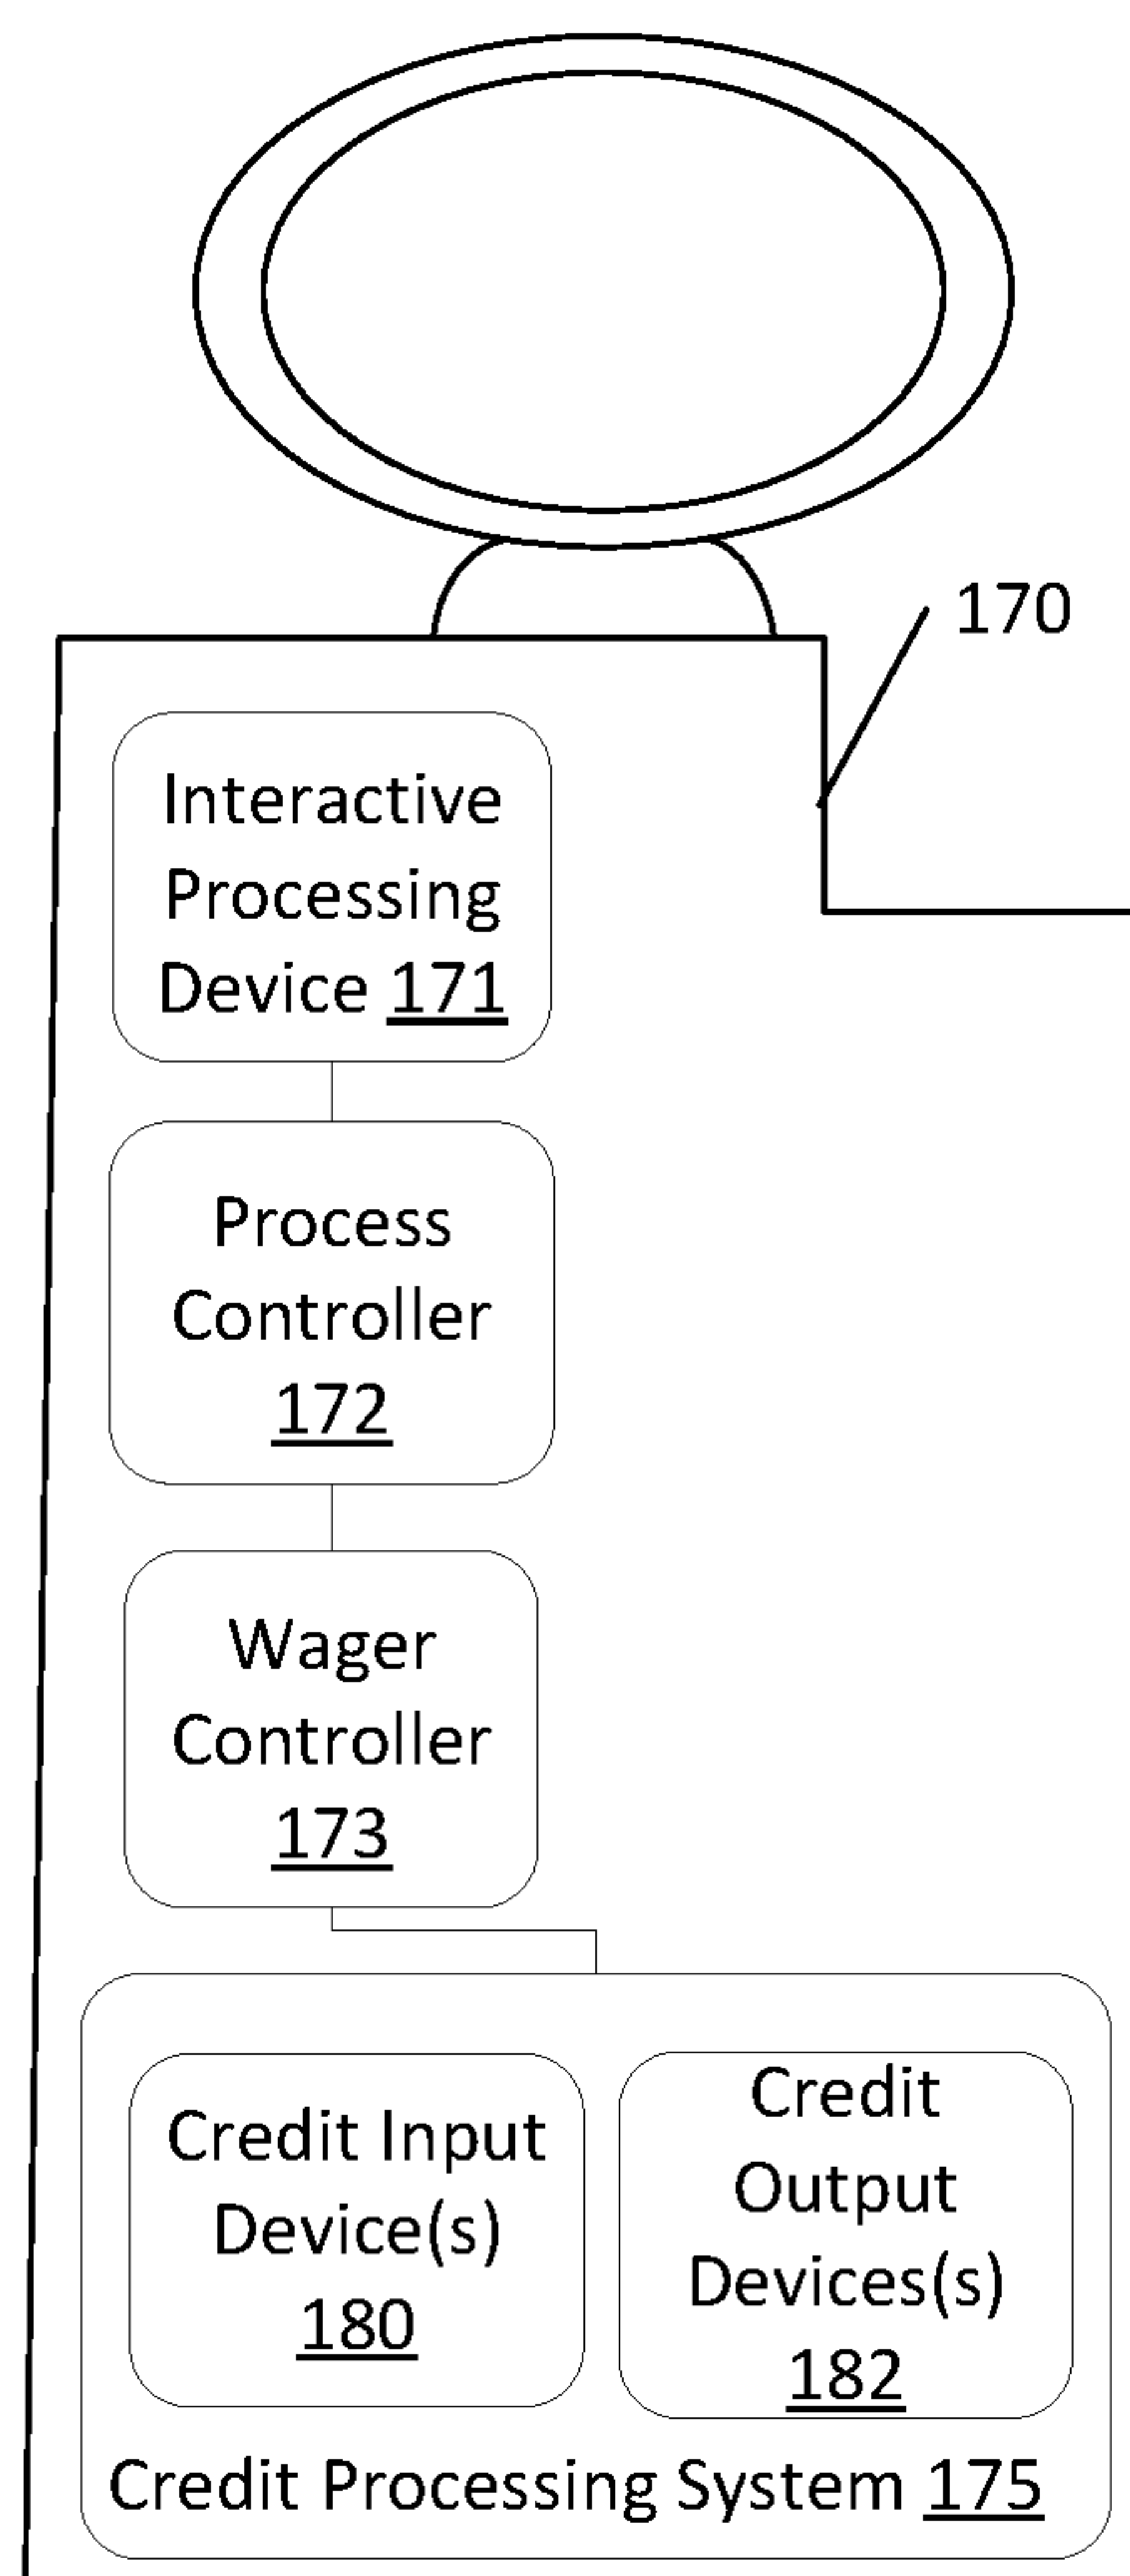 170
Interactive
Processing
Device 171
Process
Controller
172
Wager
Controller
173
Credit Input
Device(s)
180
Credit
Output
Devices(s)
182
Credit Processing System 175